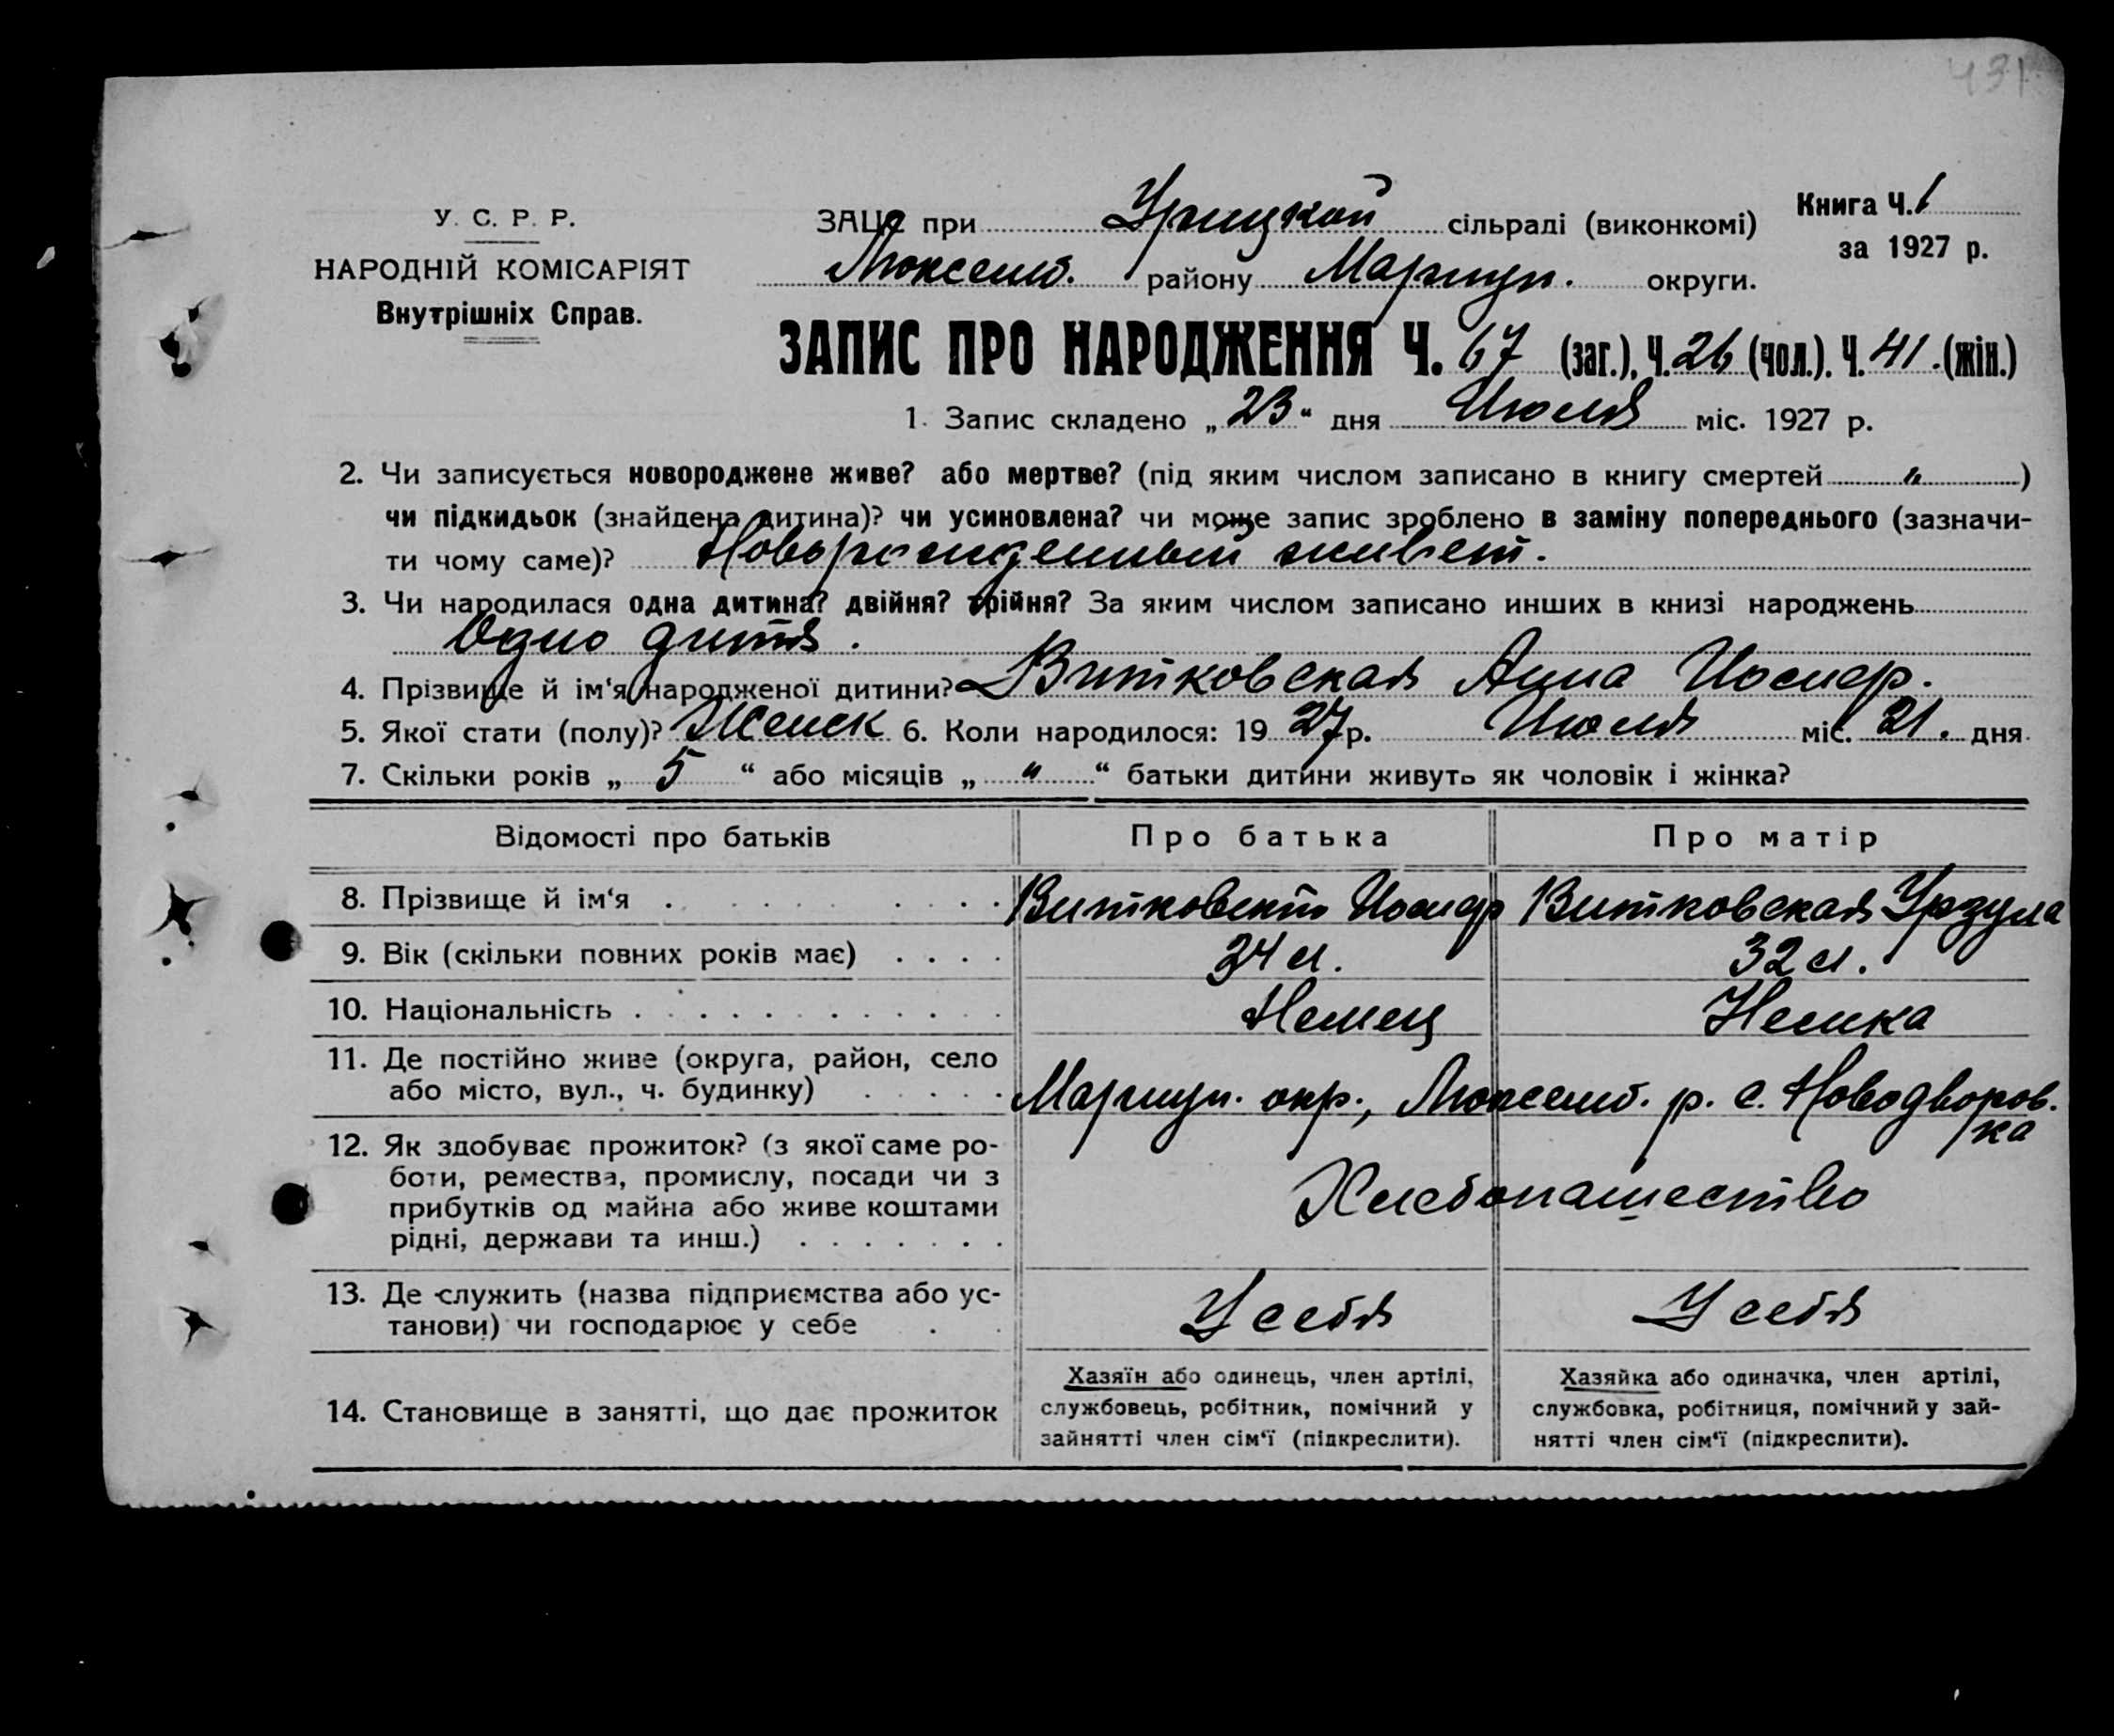 431
У. С. Р. Р.
НАРОДНІЙ КОМІСАРІЯТ
Внутрішніх Справ.
ЗАЦС при Урицкой сільраді (виконкомі)
Люксемб. району Мариуп. округи.
Книга Ч. 1
за 1927 р.
ЗАПИС ПРО НАРОДЖЕННЯ Ч. 67 (заг.), Ч. 26 (чол.). Ч. 41. (жін.)
1. Запис складено „ 23 “ дня Июля міс. 1927 р.
2. Чи записується новороджене живе? або мертве? (під яким числом записано в книгу смертей „ )
чи підкидьок (знайдена дитина)? чи усиновлена? чи може запис зроблено в заміну попереднього (зазначи-
ти чому саме)? Новорожденный живет.
3. Чи народилася одна дитина? двійня? трійня? За яким числом записано инших в книзі народжень
Одно дитя.
4. Прізвище й ім‘я народженої дитини? Витковская Анна Иосиф.
5. Якої стати (полу)? Женск 6. Коли народилося: 19 27 р. Июля міс. 21. дня
7. Скільки років „ 5 “ або місяців „ „ “ батьки дитини живуть як чоловік і жінка?
Відомості про батьків Про батька Про матір
8. Прізвище й ім‘я . . . . . . . Витковский Иосиф Витковская Урзула
9. Вік (скільки повних років має) . . . . 34 л. 32 л.
10. Національність . . . . . . . . . . . . Немец Немка
11. Де постійно живе (округа, район, село
або місто, вул., ч. будинку) . . . . . Мариуп. окр., Люксемб. р. с. Новодворов.
ка
12. Як здобуває прожиток? (з якої саме ро-
боти, ремества, промислу, посади чи з
прибутків од майна або живе коштами
рідні, держави та инш.) . . . . . . .
Хлебопашество
13. Де служить (назва підприємства або ус-
танови) чи господарює у себе . . У себя У себя
14. Становище в занятті, що дає прожиток
Хазяїн або одинець, член артілі,
службовець, робітник, помічний у
зайнятті член сім‘ї (підкреслити).
Хазяйка або одиначка, член артілі,
службовка, робітниця, помічний у зай-
нятті член сім‘ї (підкреслити).